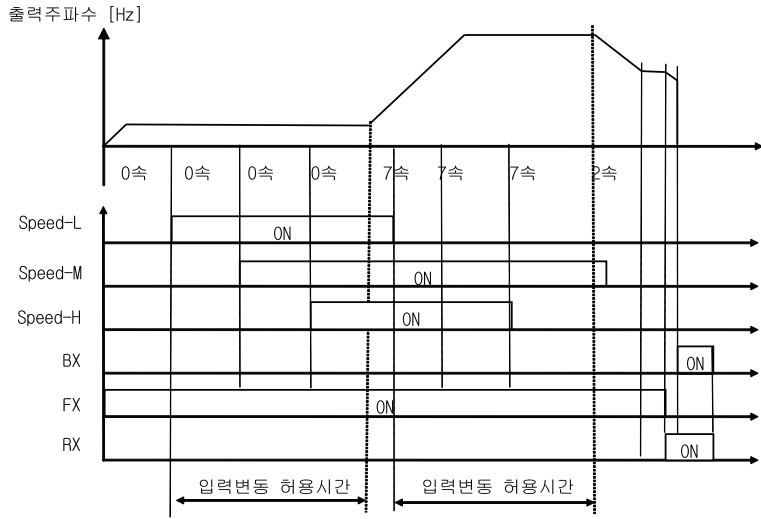 출력주파수 [Hz]
0속 0속 0속 0속 7속 7속 7속 2속
Speed-L ON
Speed-M ON
Speed-H ON
BX ON
FX ON
RX ON
입력변동 허용시간 입력변동 허용시간